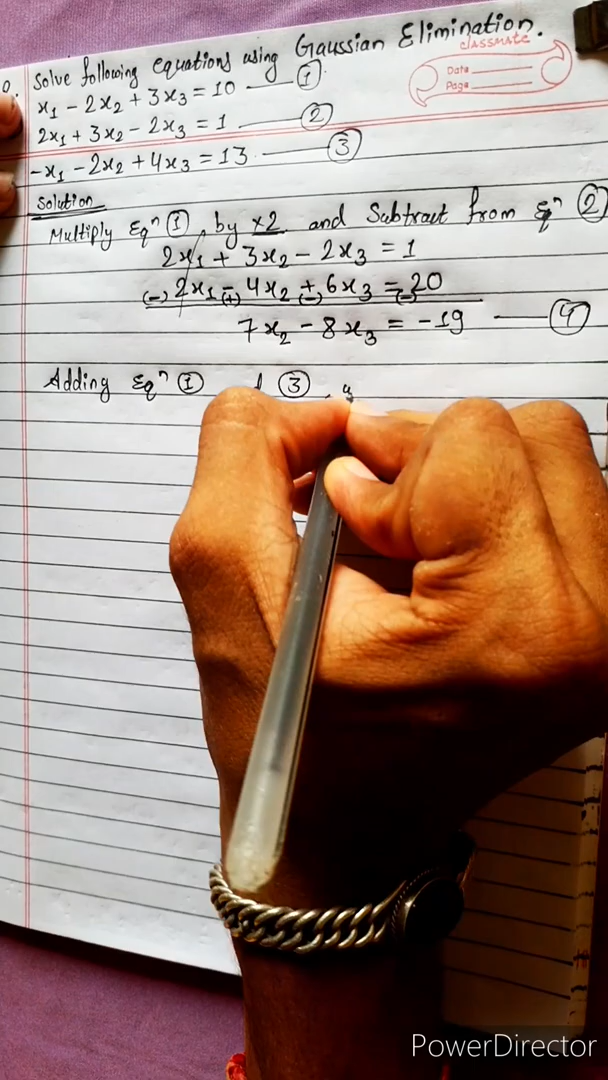 Q. Solve following equations using Gaussian Elimination.
classmate
Date
Page
x₁ - 2x₂ + 3x₃ = 10 —— ①
2x₁ + 3x₂ - 2x₃ = 1 —— ②
-x₁ - 2x₂ + 4x₃ = 13 —— ③
Solution
Multiply Eqⁿ ① by ×2 and Subtract from Eqⁿ ②
2x₁ + 3x₂ - 2x₃ = 1
(-) 2x₁ - (+) 4x₂ + (-) 6x₃ = (-) 20
7x₂ - 8x₃ = -19 —— ④
Adding Eqⁿ ① ③
PowerDirector